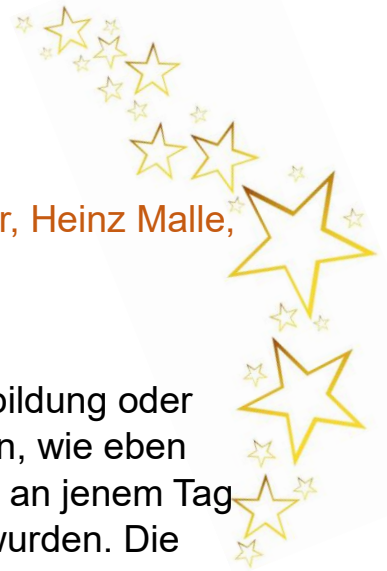 r, Heinz Malle,
bildung oder
n, wie eben
an jenem Tag
wurden. Die